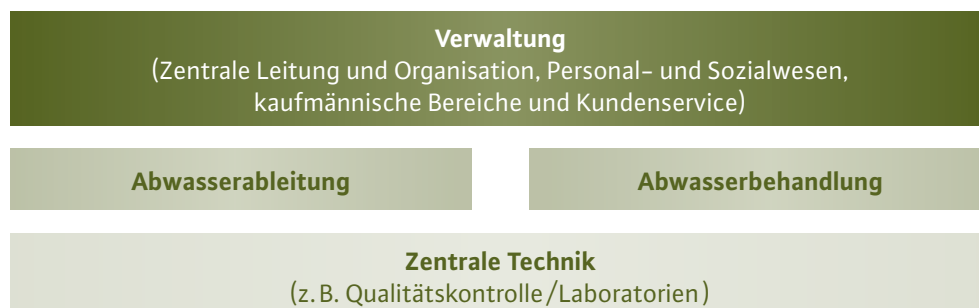 Verwaltung
(Zentrale Leitung und Organisation, Personal- und Sozialwesen,
kaufmännische Bereiche und Kundenservice)
Abwasserableitung
Abwasserbehandlung
Zentrale Technik
(z. B. Qualitätskontrolle/Laboratorien)